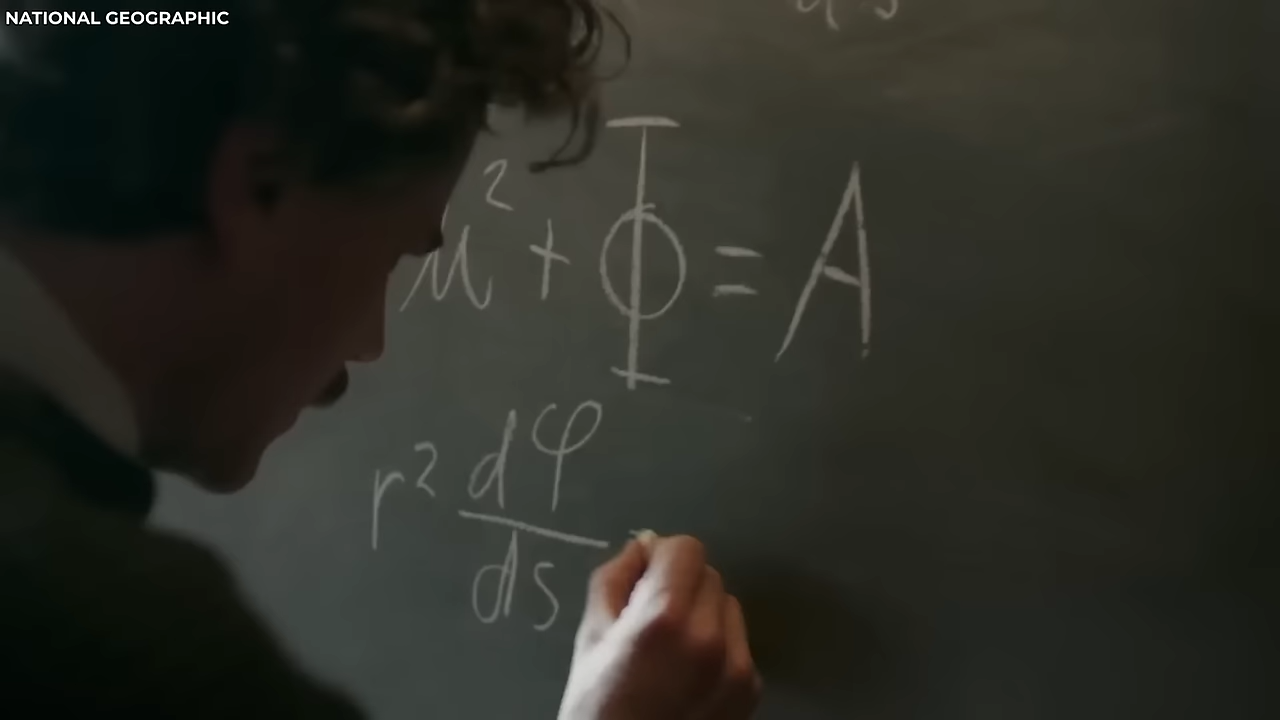 NATIONAL GEOGRAPHIC
u² + Φ = A
r² dφ
ds